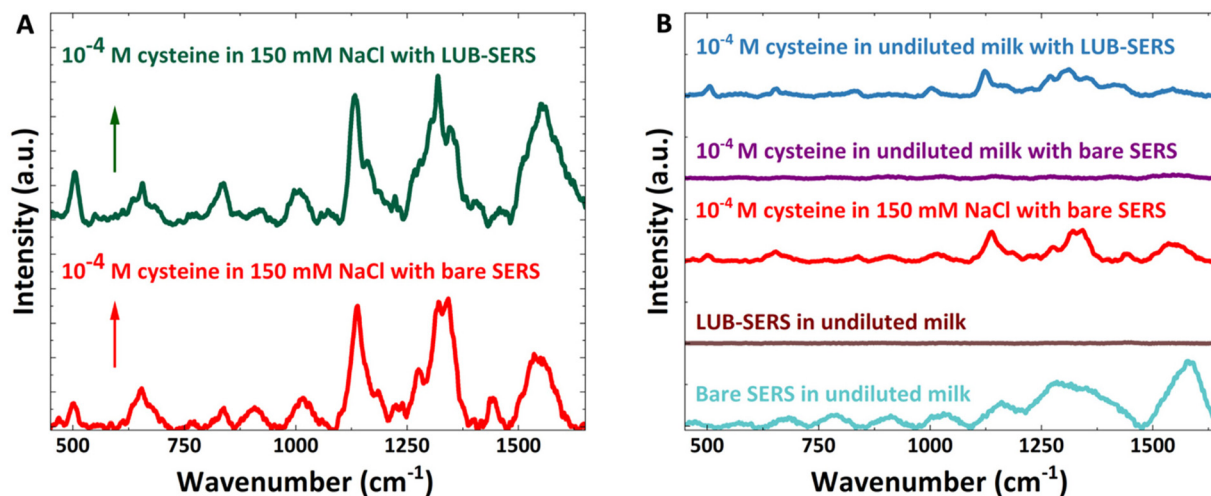 A
10⁻⁴ M cysteine in 150 mM NaCl with LUB-SERS
10⁻⁴ M cysteine in 150 mM NaCl with bare SERS
Intensity (a.u.)
500 750 1000 1250 1500
Wavenumber (cm⁻¹)
B
10⁻⁴ M cysteine in undiluted milk with LUB-SERS
10⁻⁴ M cysteine in undiluted milk with bare SERS
10⁻⁴ M cysteine in 150 mM NaCl with bare SERS
LUB-SERS in undiluted milk
Bare SERS in undiluted milk
Intensity (a.u.)
500 750 1000 1250 1500
Wavenumber (cm⁻¹)